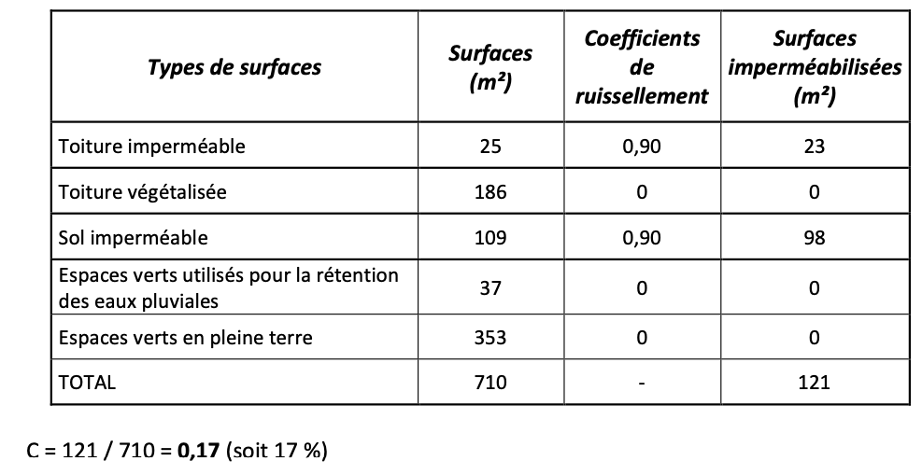 Types de surfaces
Surfaces
(m²)
Coefficients
de
ruissellement
Surfaces
imperméabilisées
(m²)
Toiture imperméable 25 0,90 23
Toiture végétalisée 186 0 0
Sol imperméable 109 0,90 98
Espaces verts utilisés pour la rétention
des eaux pluviales 37 0 0
Espaces verts en pleine terre 353 0 0
TOTAL 710 - 121
C = 121 / 710 = 0,17 (soit 17 %)